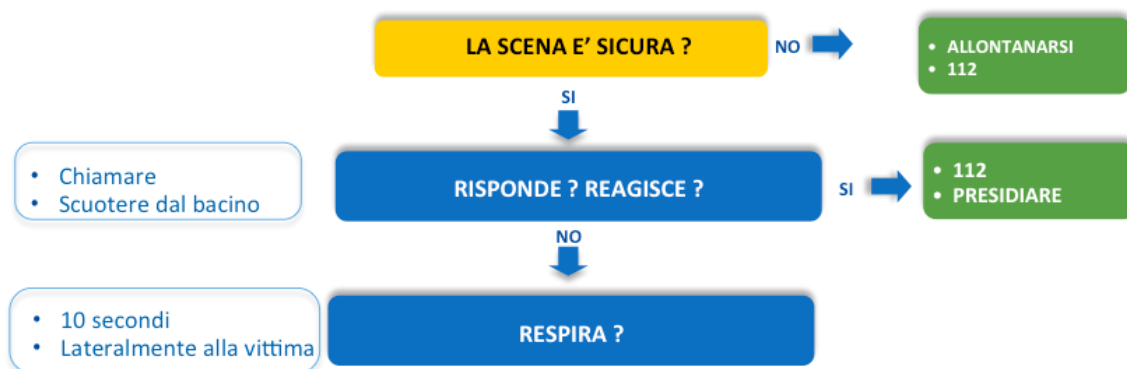 LA SCENA E' SICURA ?
NO
• ALLONTANARSI
• 112
SI
• Chiamare
• Scuotere dal bacino
RISPONDE ? REAGISCE ?
SI
• 112
• PRESIDIARE
NO
• 10 secondi
• Lateralmente alla vittima
RESPIRA ?